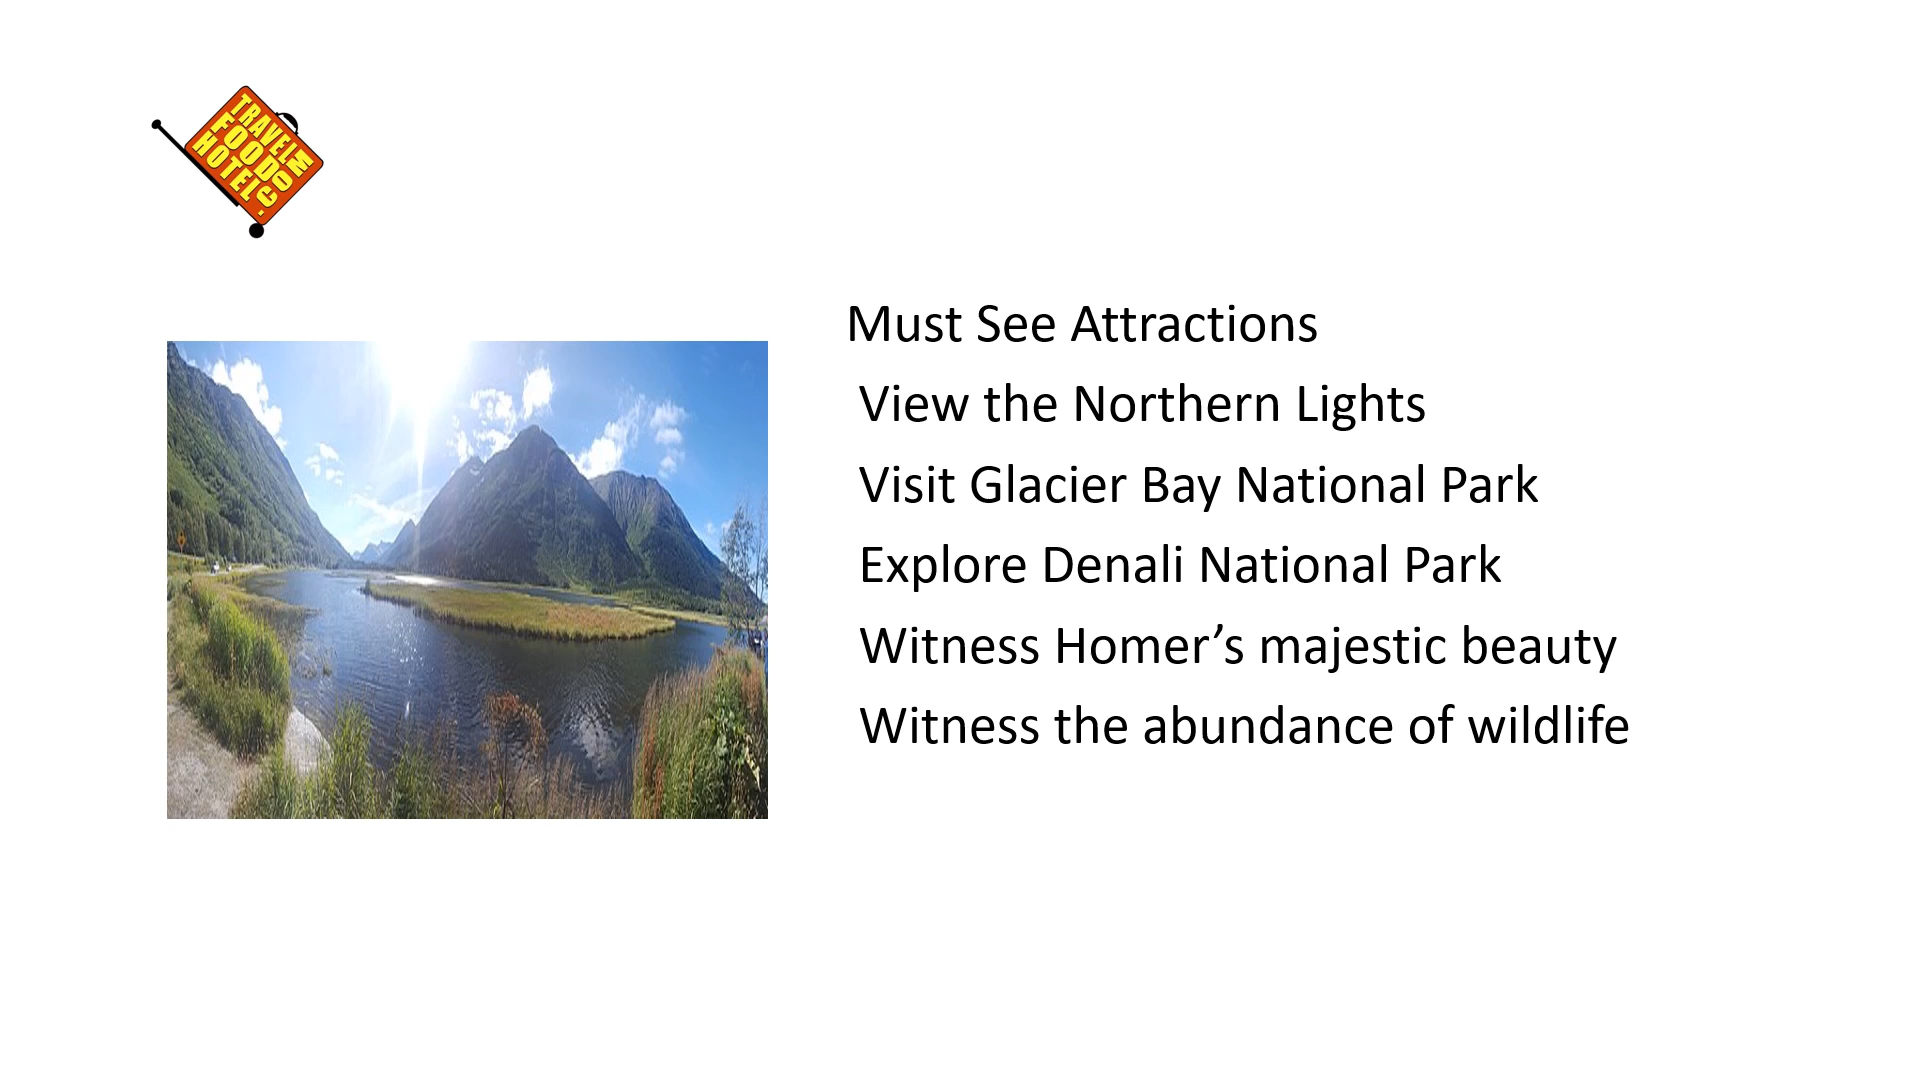 TRAVEL
FOOD
HOTEL
MOC.
Must See Attractions
View the Northern Lights
Visit Glacier Bay National Park
Explore Denali National Park
Witness Homer’s majestic beauty
Witness the abundance of wildlife